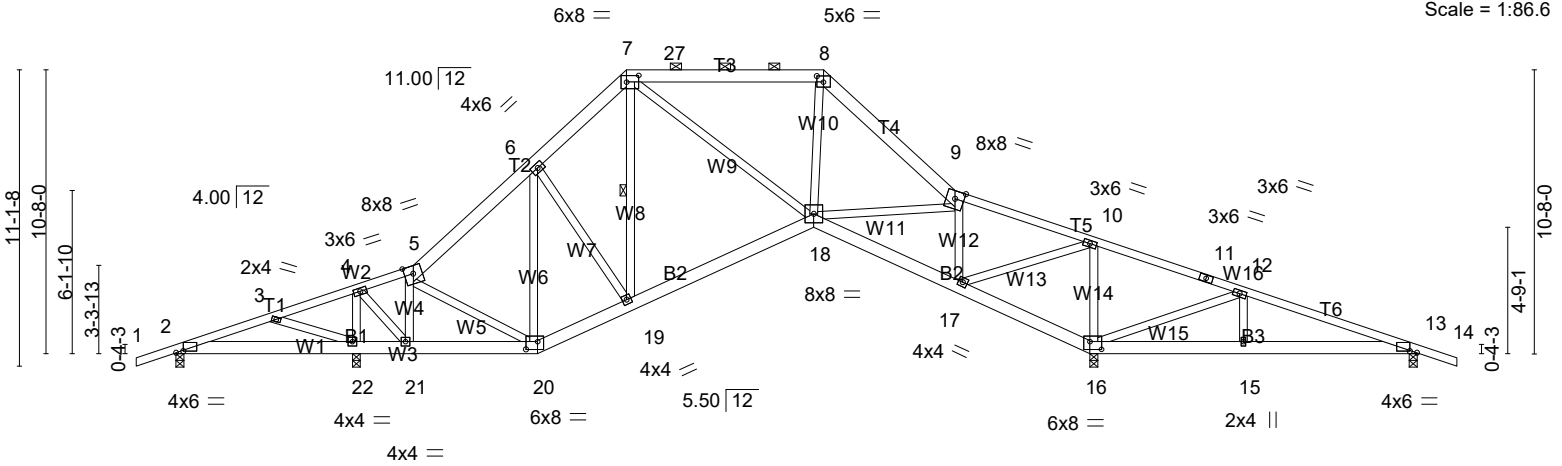 Scale = 1:86.6
6x8 =
5x6 =
7
27
T3
8
11.00 12
4x6 //
W10
T4
6
T2
W9
9
8x8
4.00 12
8x8
3x6
3x6
3x6
T5
10
11-1-8
10-8-0
10-8-0
W8
W7
W11
W12
18
5
3x6
2x4
4
W2
11
12
W16
6-1-10
W6
B2
B2
W13
W14
3
T1
W4
8x8 =
T6
4-9-1
3-3-13
W5
19
17
W15
1
2
B1
W1
W3
B3
13
14
0-4-3
4x4
4x4
0-4-3
22
21
20
5.50 12
16
15
4x6 =
4x4 =
6x8 =
6x8 =
2x4 ||
4x6 =
4x4 =